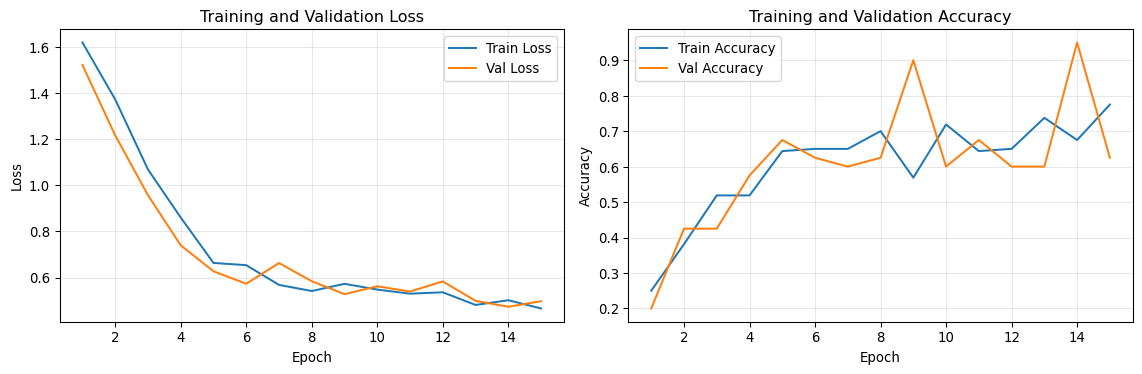 Training and Validation Loss
1.6
1.4
1.2
1.0
0.8
0.6
Loss
Train Loss
Val Loss
2 4 6 8 10 12 14
Epoch
Training and Validation Accuracy
0.9
0.8
0.7
0.6
0.5
0.4
0.3
0.2
Accuracy
Train Accuracy
Val Accuracy
2 4 6 8 10 12 14
Epoch